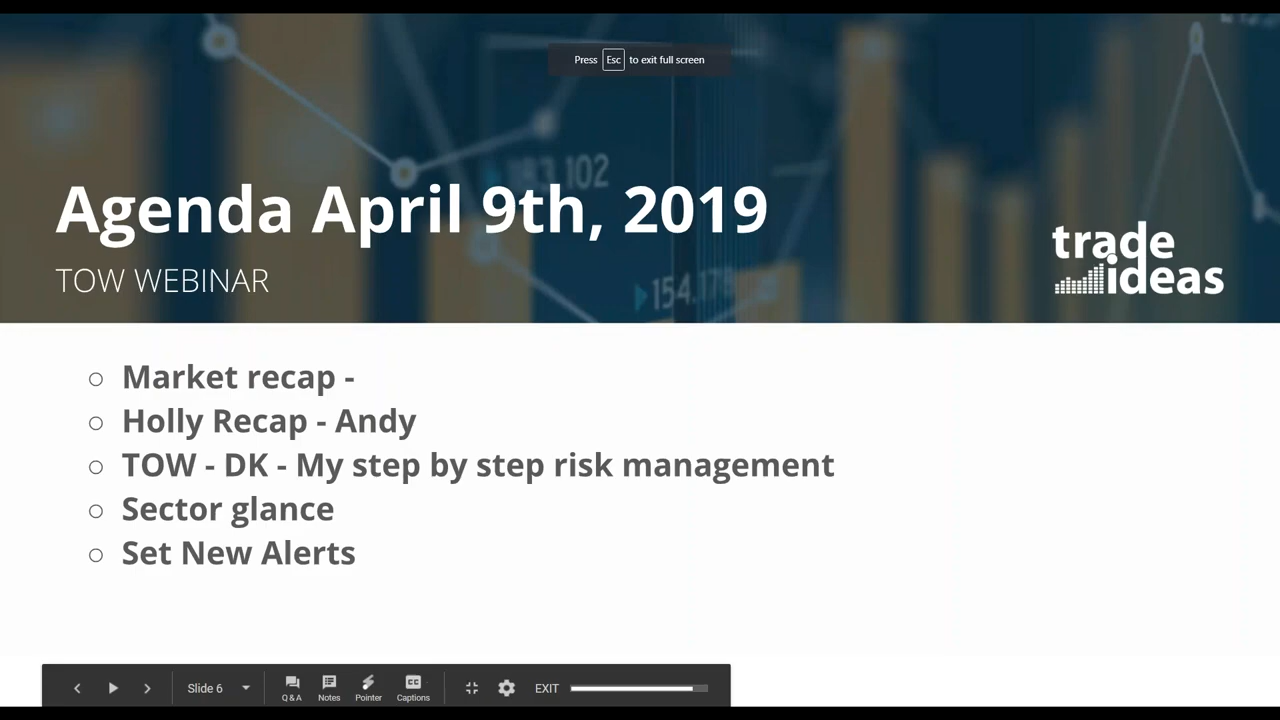 Press Esc to exit full screen
183.102
Agenda April 9th, 2019
TOW WEBINAR
trade
ideas
○ Market recap -
○ Holly Recap - Andy
○ TOW - DK - My step by step risk management
○ Sector glance
○ Set New Alerts
Slide 6
Q&A
Notes
Pointer
Captions
EXIT